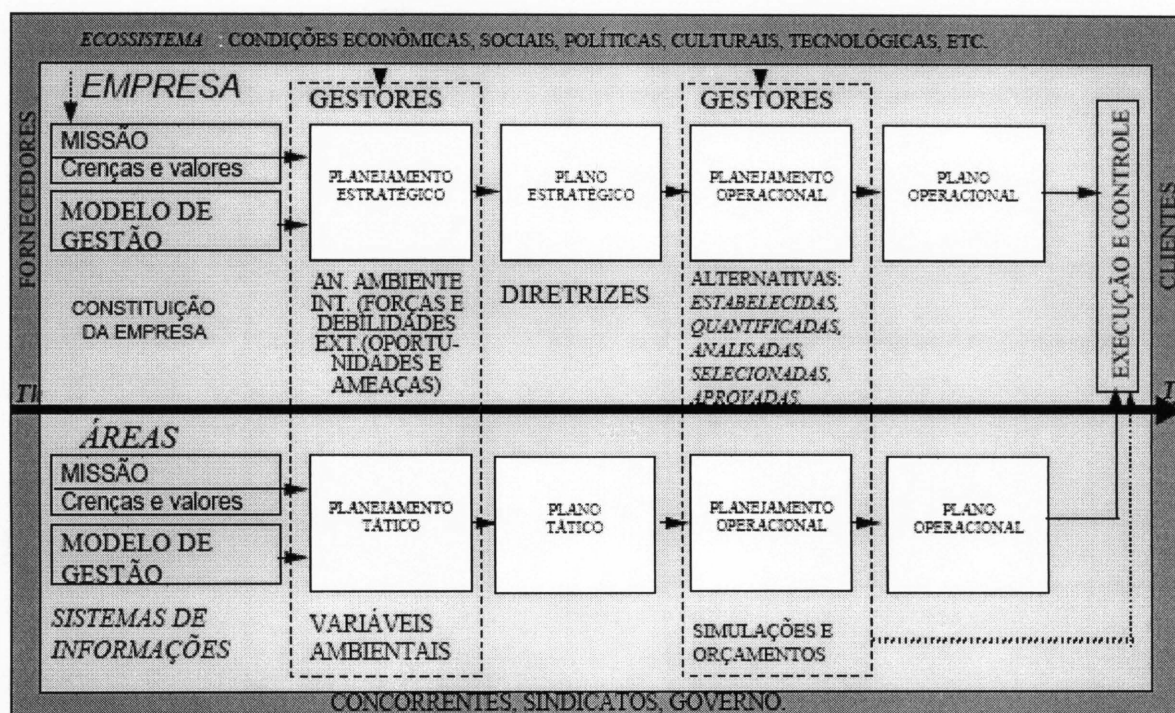 ECOSSISTEMA : CONDIÇÕES ECONÔMICAS, SOCIAIS, POLÍTICAS, CULTURAIS, TECNOLÓGICAS, ETC.
FORNECEDORES
EMPRESA
MISSÃO
Crenças e valores
MODELO DE
GESTÃO
CONSTITUIÇÃO
DA EMPRESA
GESTORES
PLANEJAMENTO
ESTRATÉGICO
AN. AMBIENTE
INT. (FORÇAS E
DEBILIDADES
EXT.(OPORTU-
NIDADES E
AMEAÇAS)
PLANO
ESTRATÉGICO
DIRETRIZES
GESTORES
PLANEJAMENTO
OPERACIONAL
ALTERNATIVAS:
ESTABELECIDAS,
QUANTIFICADAS,
ANALISADAS,
SELECIONADAS,
APROVADAS.
PLANO
OPERACIONAL
EXECUÇÃO E CONTROLE
CLIENTES
ÁREAS
MISSÃO
Crenças e valores
MODELO DE
GESTÃO
SISTEMAS DE
INFORMAÇÕES
PLANEJAMENTO
TÁTICO
VARIÁVEIS
AMBIENTAIS
PLANO
TÁTICO
PLANEJAMENTO
OPERACIONAL
SIMULAÇÕES E
ORÇAMENTOS
PLANO
OPERACIONAL
CONCORRENTES, SINDICATOS, GOVERNO.